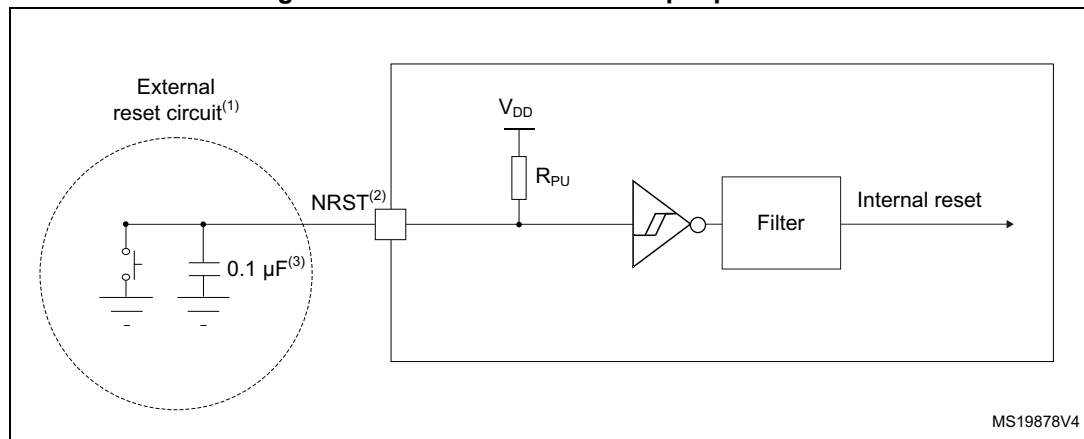 External
reset circuit(1)
VDD
RPU
NRST(2)
0.1 μF(3)
Filter
Internal reset
MS19878V4